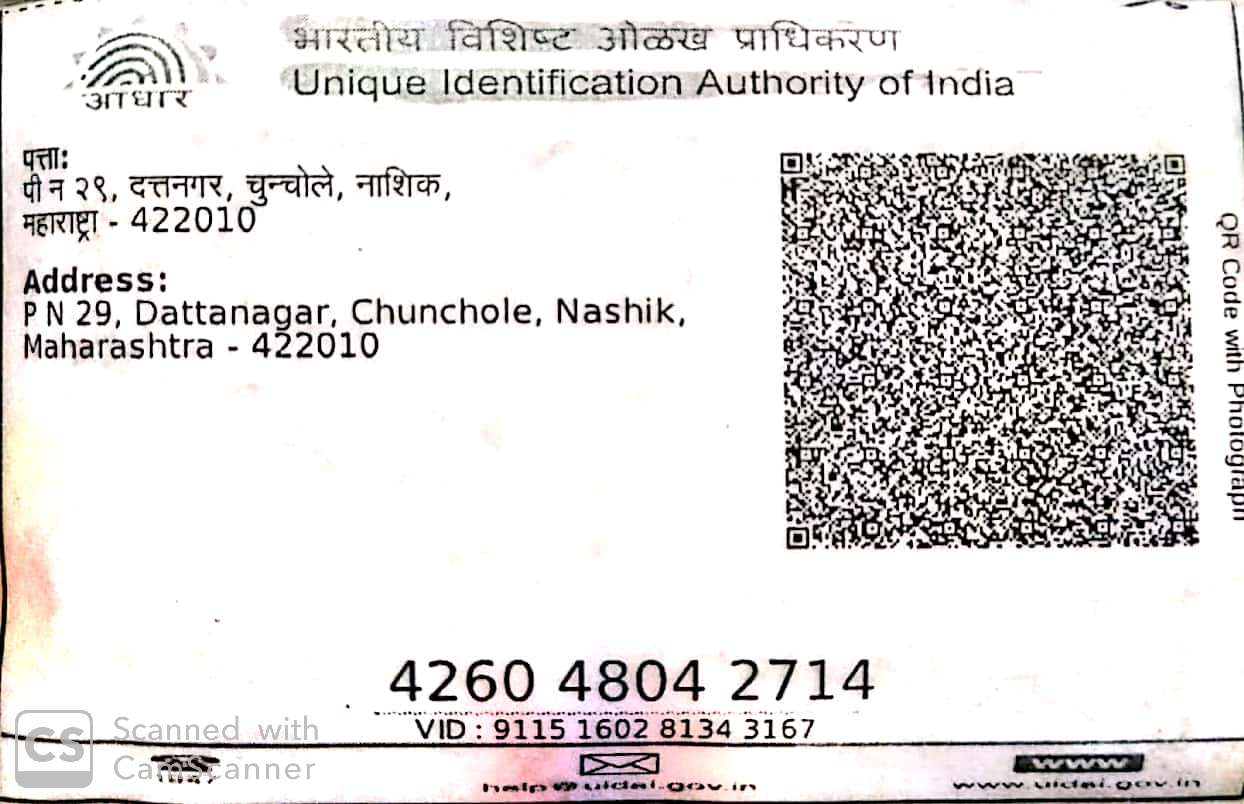 भारतीय विशिष्ट ओळख प्राधिकरण
Unique Identification Authority of India
आधार
पत्ता:
पी न २९, दत्तनगर, चुन्चोले, नाशिक,
महाराष्ट्रा - 422010
Address:
P N 29, Dattanagar, Chunchole, Nashik,
Maharashtra - 422010
QR Code with Photograph
4260 4804 2714
VID : 9115 1602 8134 3167
CS Scanned with
CamScanner
www
help@uidai.gov.in
www.uidai.gov.in